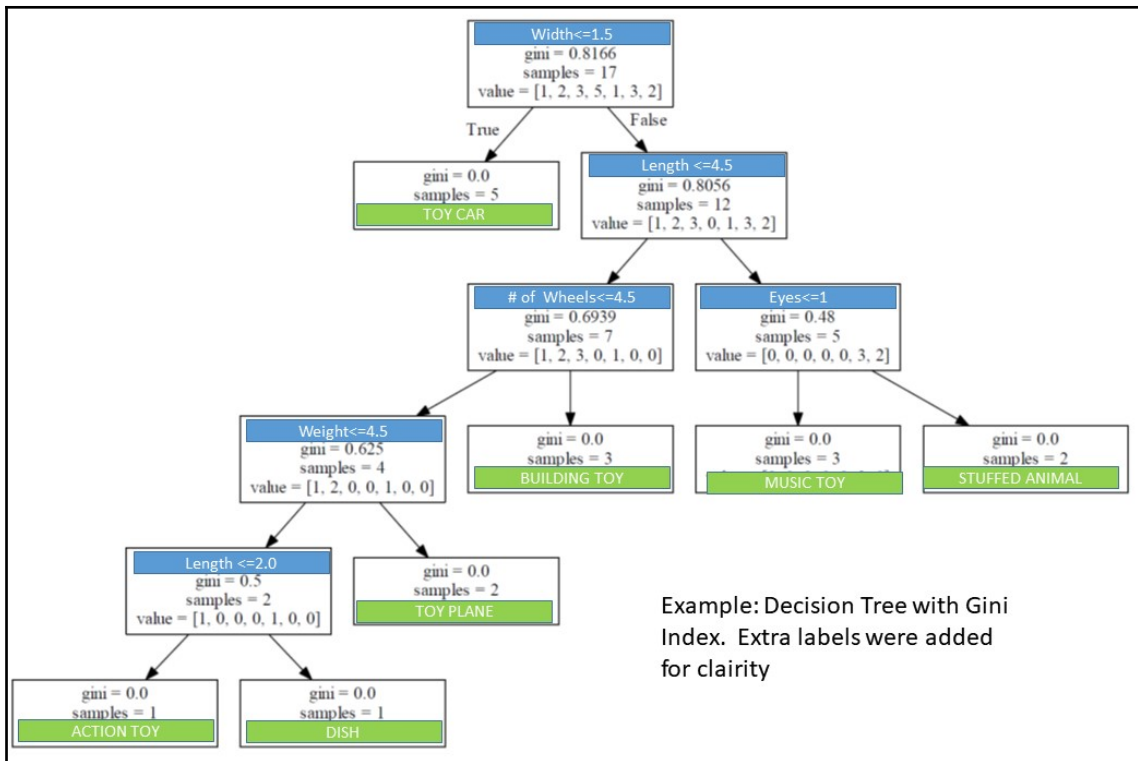 Width<=1.5
gini = 0.8166
samples = 17
value = [1, 2, 3, 5, 1, 3, 2]
True
False
gini = 0.0
samples = 5
TOY CAR
Length <=4.5
gini = 0.8056
samples = 12
value = [1, 2, 3, 0, 1, 3, 2]
# of Wheels<=4.5
gini = 0.6939
samples = 7
value = [1, 2, 3, 0, 1, 0, 0]
Eyes<=1
gini = 0.48
samples = 5
value = [0, 0, 0, 0, 0, 3, 2]
Weight<=4.5
gini = 0.625
samples = 4
value = [1, 2, 0, 0, 1, 0, 0]
gini = 0.0
samples = 3
BUILDING TOY
gini = 0.0
samples = 3
MUSIC TOY
gini = 0.0
samples = 2
STUFFED ANIMAL
Length <=2.0
gini = 0.5
samples = 2
value = [1, 0, 0, 0, 1, 0, 0]
gini = 0.0
samples = 2
TOY PLANE
Example: Decision Tree with Gini
Index. Extra labels were added
for clairity
gini = 0.0
samples = 1
ACTION TOY
gini = 0.0
samples = 1
DISH